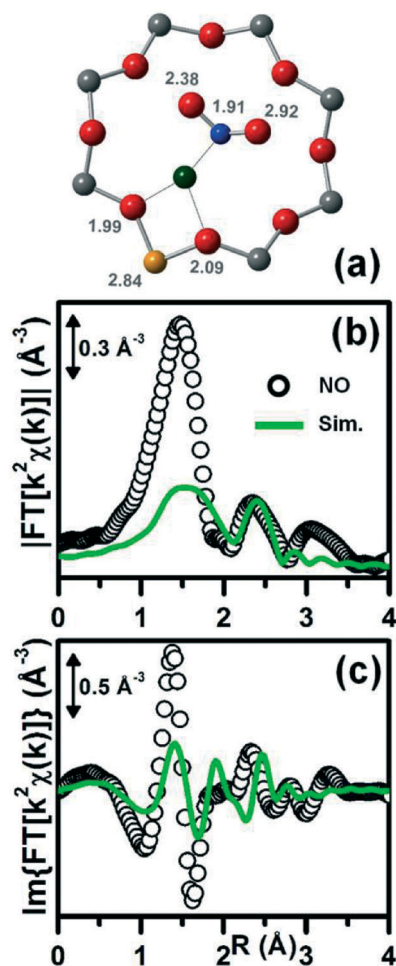 2.38
1.91
2.92
1.99
2.09
2.84
(a)
(b)
0.3 Å⁻³
NO
Sim.
|FT[k²χ(k)]| (Å⁻³)
0 1 2 3 4
(c)
0.5 Å⁻³
Im{FT[k²χ(k)]} (Å⁻³)
0 1 2 3 4
R (Å)